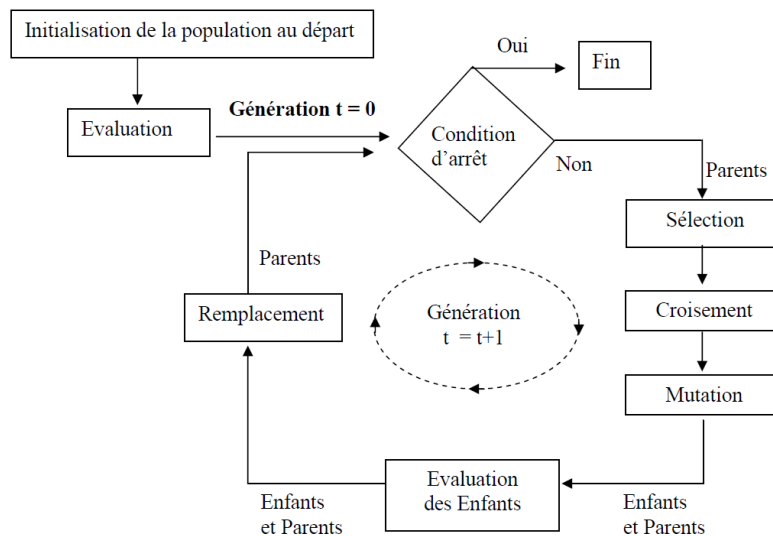 Initialisation de la population au départ
Oui
Fin
Génération t = 0
Evaluation
Condition
d'arrêt
Non
Parents
Sélection
Parents
Remplacement
Génération
t = t+1
Croisement
Mutation
Evaluation
des Enfants
Enfants
et Parents
Enfants
et Parents